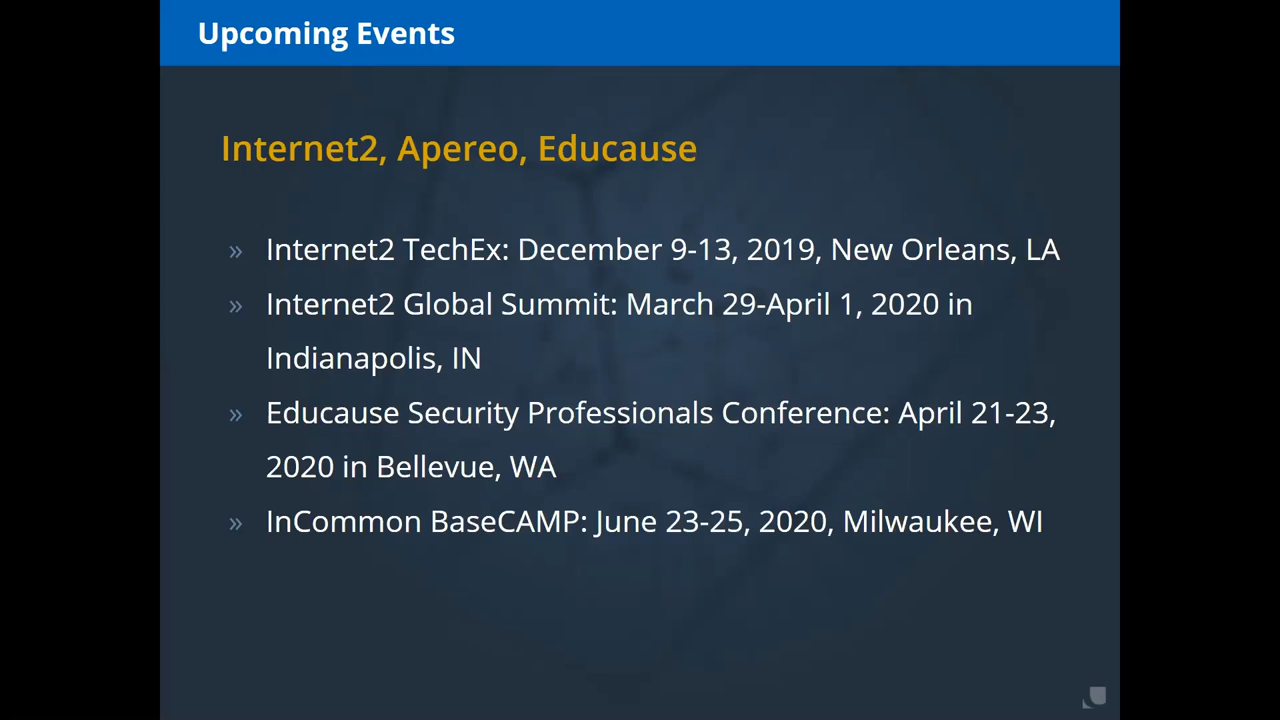 Upcoming Events
Internet2, Apereo, Educause
» Internet2 TechEx: December 9-13, 2019, New Orleans, LA
» Internet2 Global Summit: March 29-April 1, 2020 in
Indianapolis, IN
» Educause Security Professionals Conference: April 21-23,
2020 in Bellevue, WA
» InCommon BaseCAMP: June 23-25, 2020, Milwaukee, WI